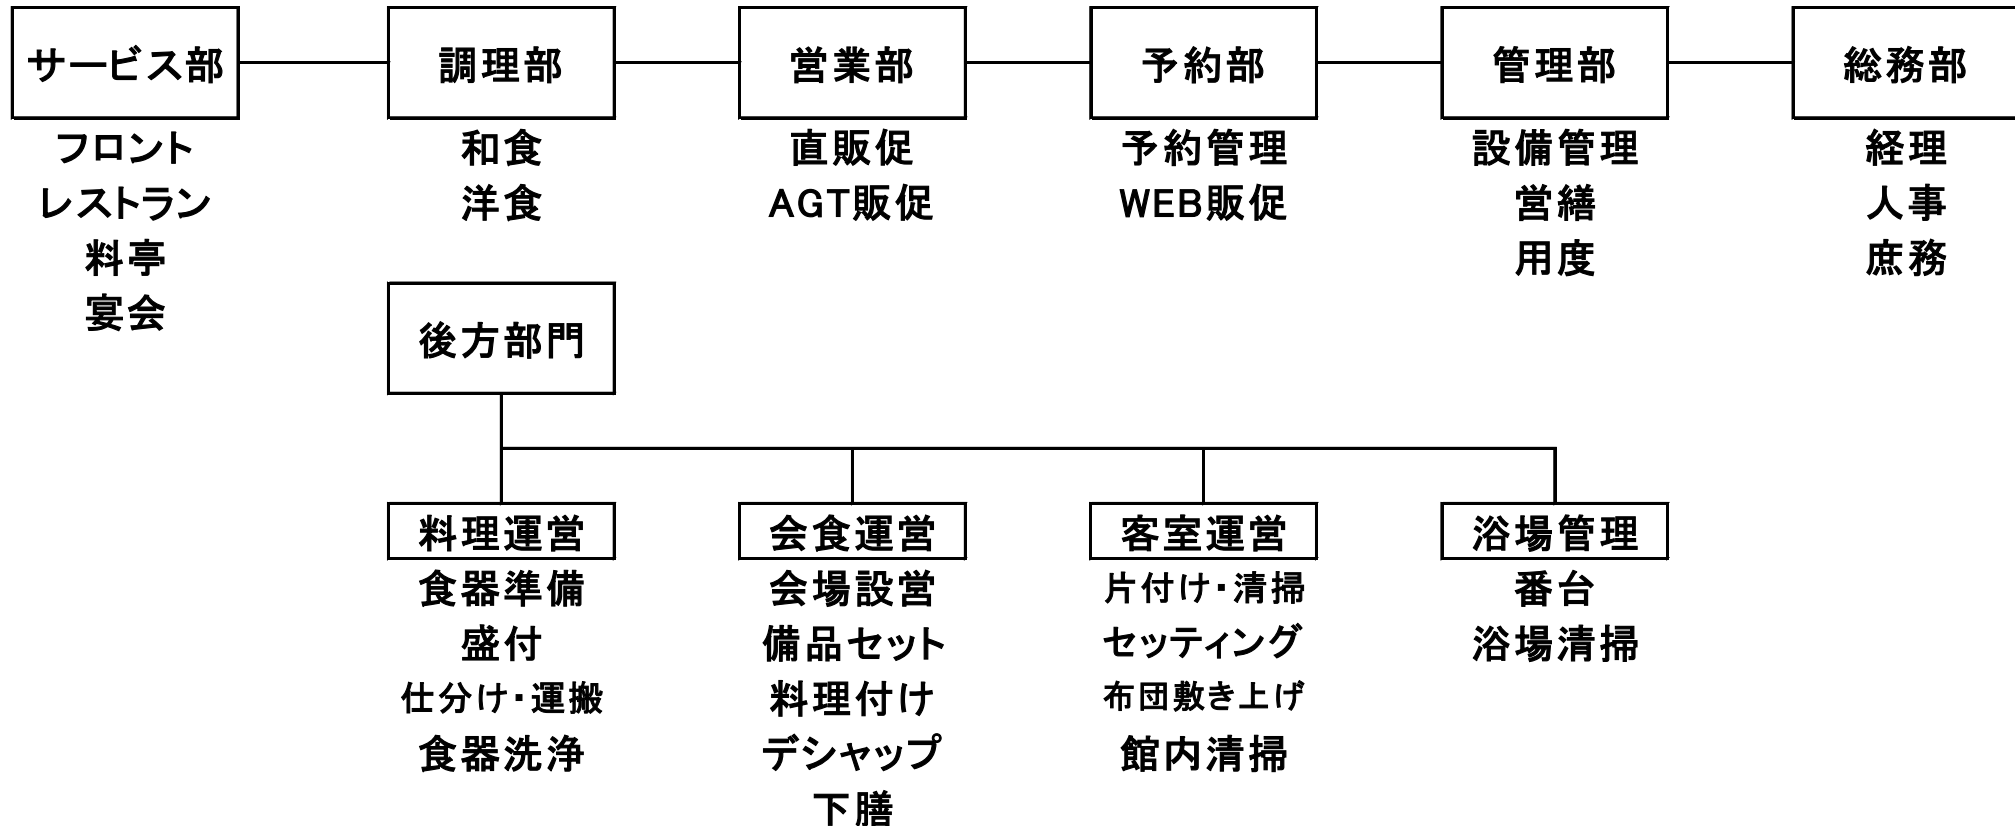 サービス部
調理部
営業部
予約部
管理部
総務部
フロント
レストラン
料亭
宴会
和食
洋食
直販促
AGT販促
予約管理
WEB販促
設備管理
営繕
用度
経理
人事
庶務
後方部門
料理運営
食器準備
盛付
仕分け・運搬
食器洗浄
会食運営
会場設営
備品セット
料理付け
デシャップ
下膳
客室運営
片付け・清掃
セッティング
布団敷き上げ
館内清掃
浴場管理
番台
浴場清掃